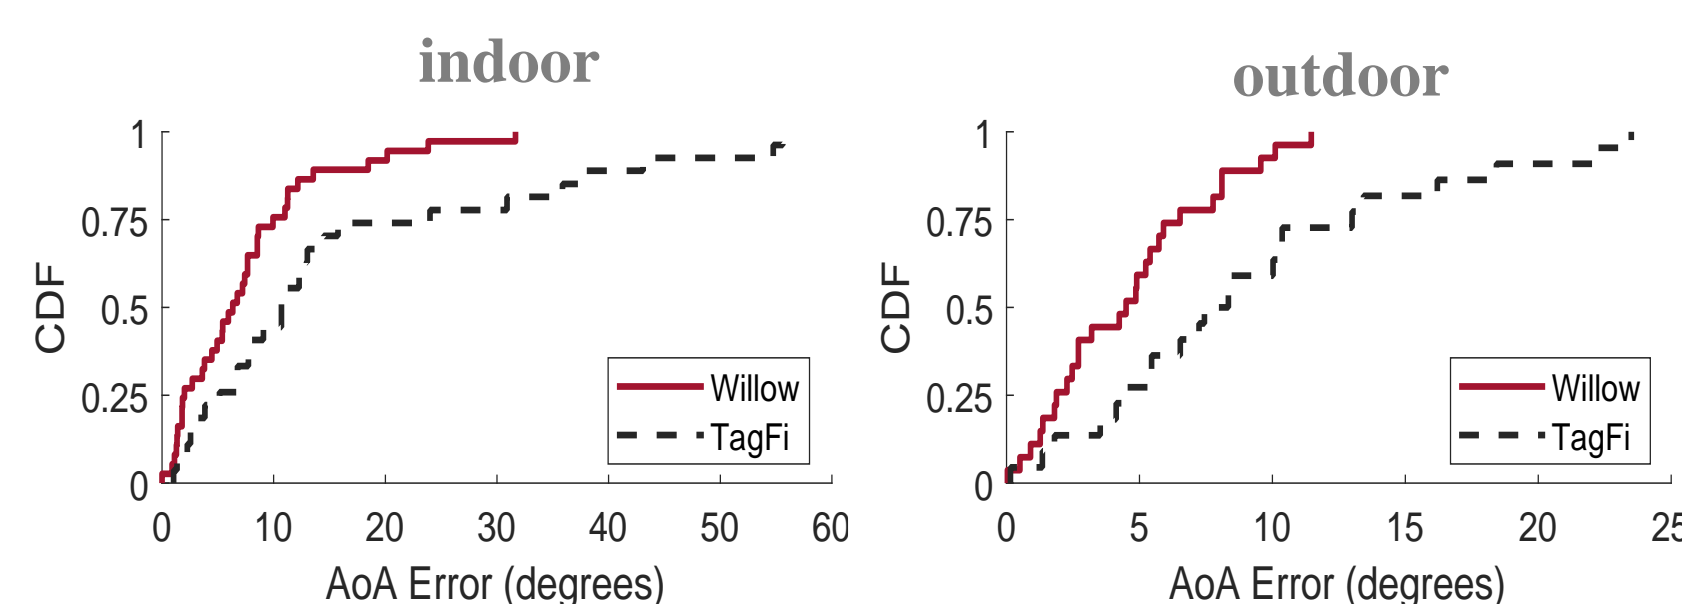 indoor
1
0.75
0.5
0.25
0
CDF
0 10 20 30 40 50 60
AoA Error (degrees)
Willow
TagFi
outdoor
1
0.75
0.5
0.25
0
CDF
0 5 10 15 20 25
AoA Error (degrees)
Willow
TagFi